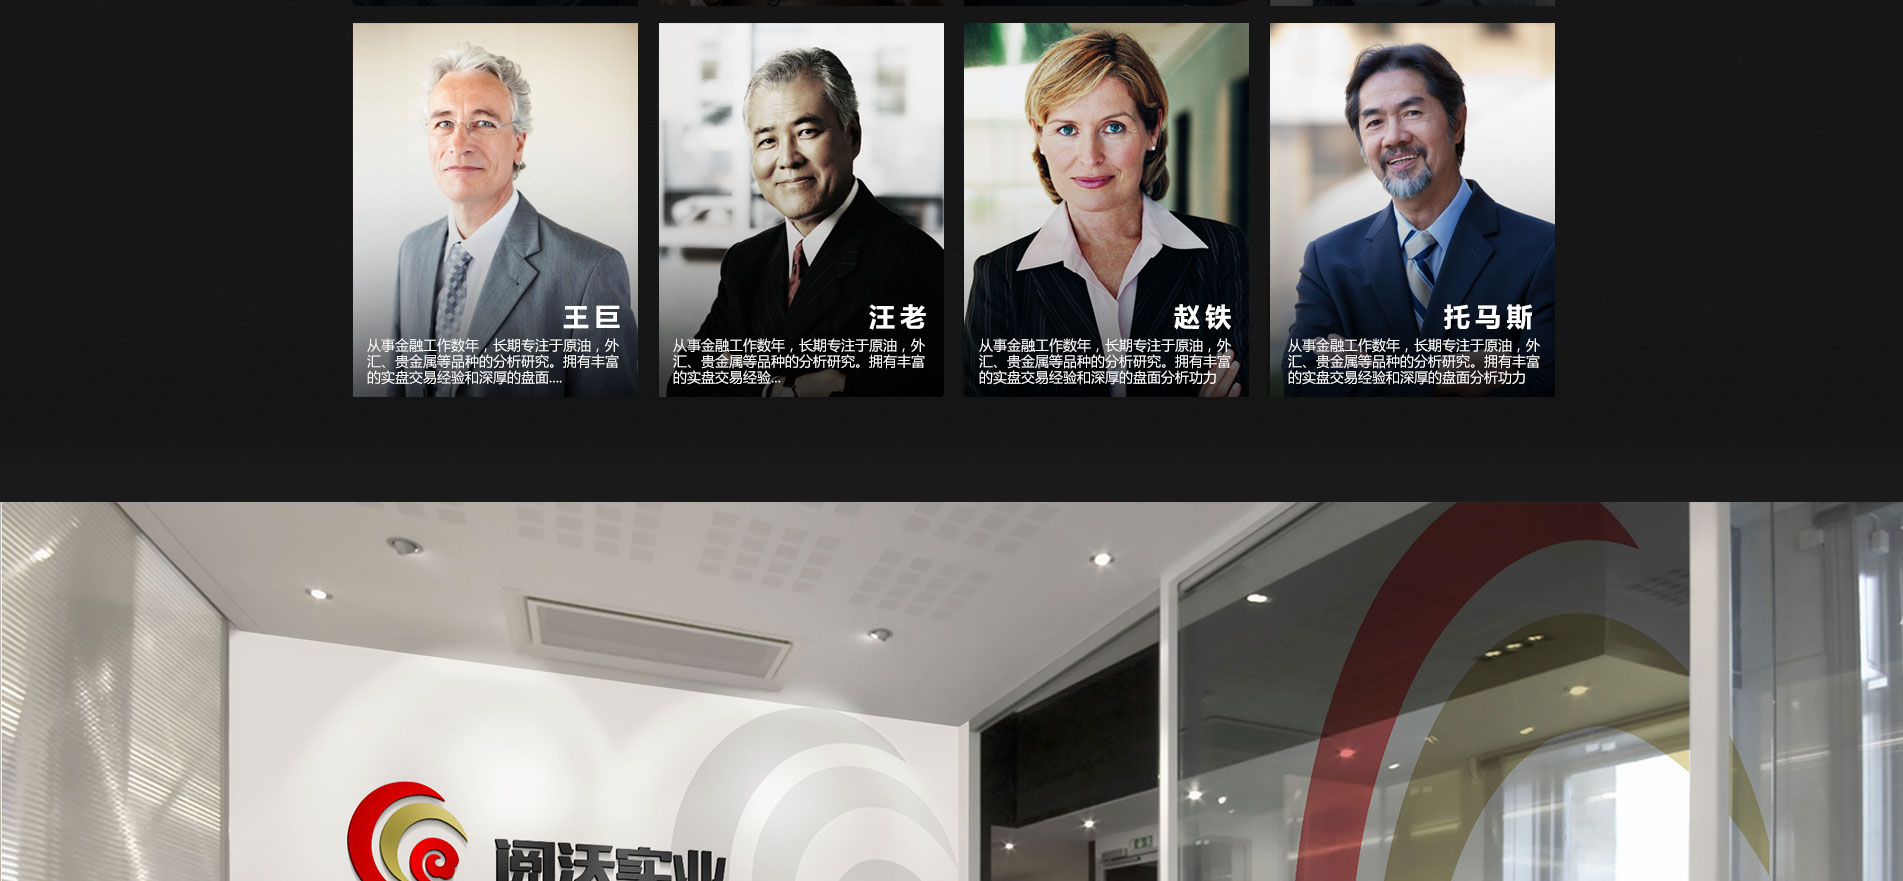 王巨
从事金融工作数年，长期专注于原油，外
汇、贵金属等品种的分析研究。拥有丰富
的实盘交易经验和深厚的盘面....
汪老
从事金融工作数年，长期专注于原油，外
汇、贵金属等品种的分析研究。拥有丰富
的实盘交易经验...
赵铁
从事金融工作数年，长期专注于原油，外
汇、贵金属等品种的分析研究。拥有丰富
的实盘交易经验和深厚的盘面分析功力
托马斯
从事金融工作数年，长期专注于原油，外
汇、贵金属等品种的分析研究。拥有丰富
的实盘交易经验和深厚的盘面分析功力
阅沃实业